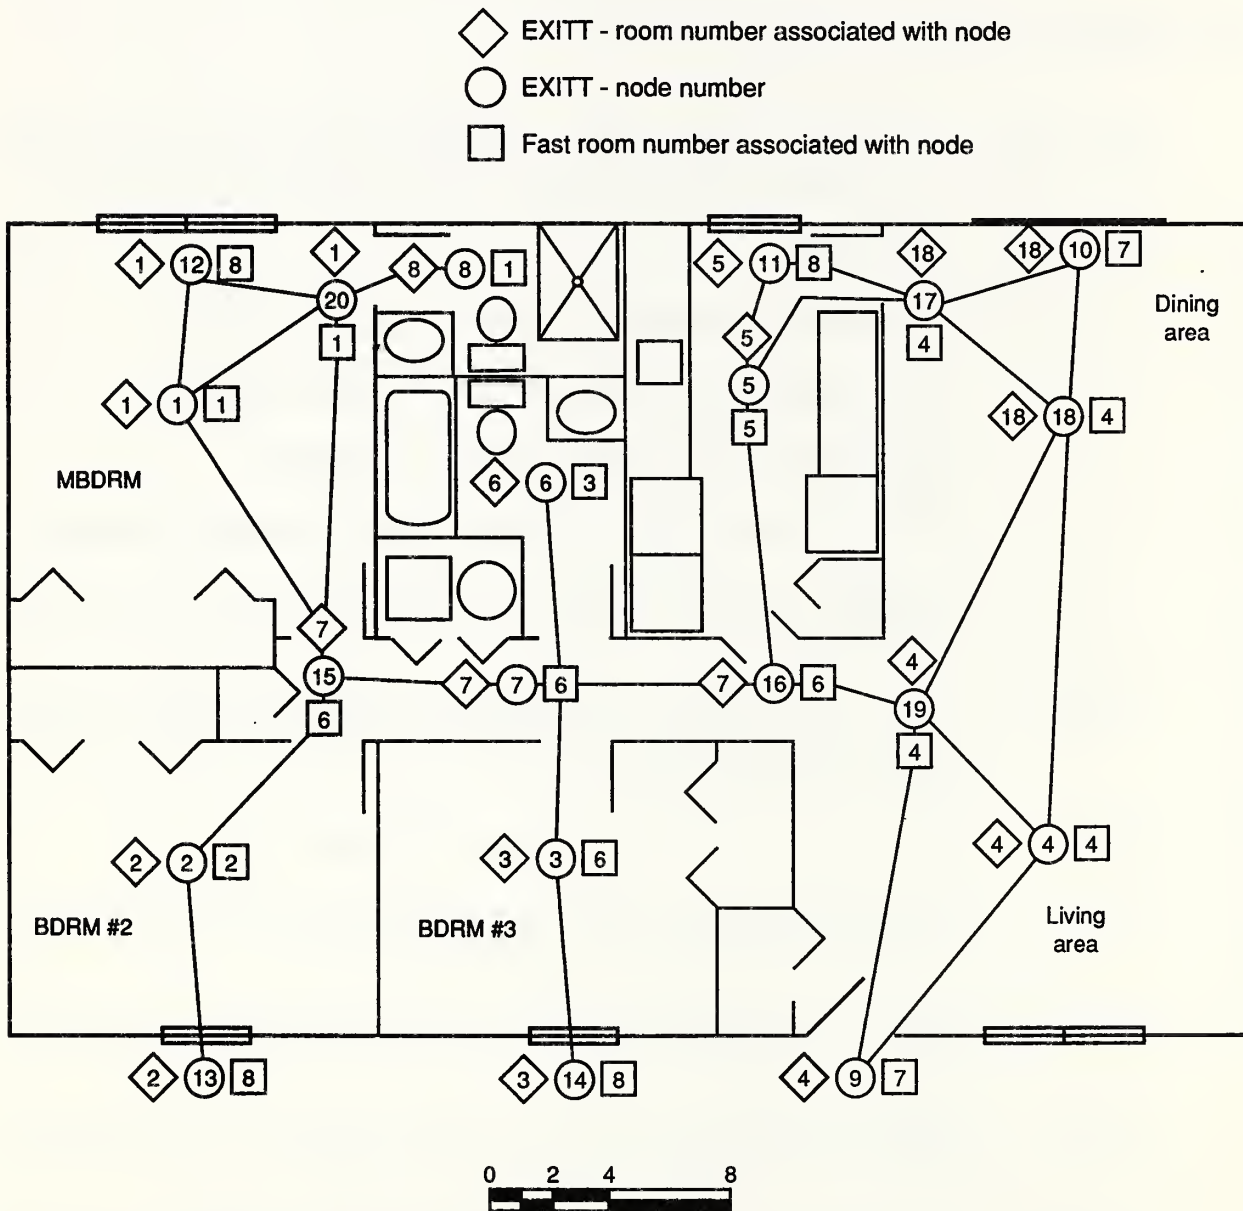 EXITT - room number associated with node
EXITT - node number
Fast room number associated with node
1 12 8
1
20
1
8 8 1
5 11 8
18
17
4
18 10 7
Dining
area
5
5
5
1 1 1
18 18 4
MBDRM
6 6 3
7
15
6
7 7 6
7 16 6
4
19
4
2 2 2
3 3 6
4 4 4
BDRM #2
BDRM #3
Living
area
2 13 8
3 14 8
4 9 7
0 2 4 8